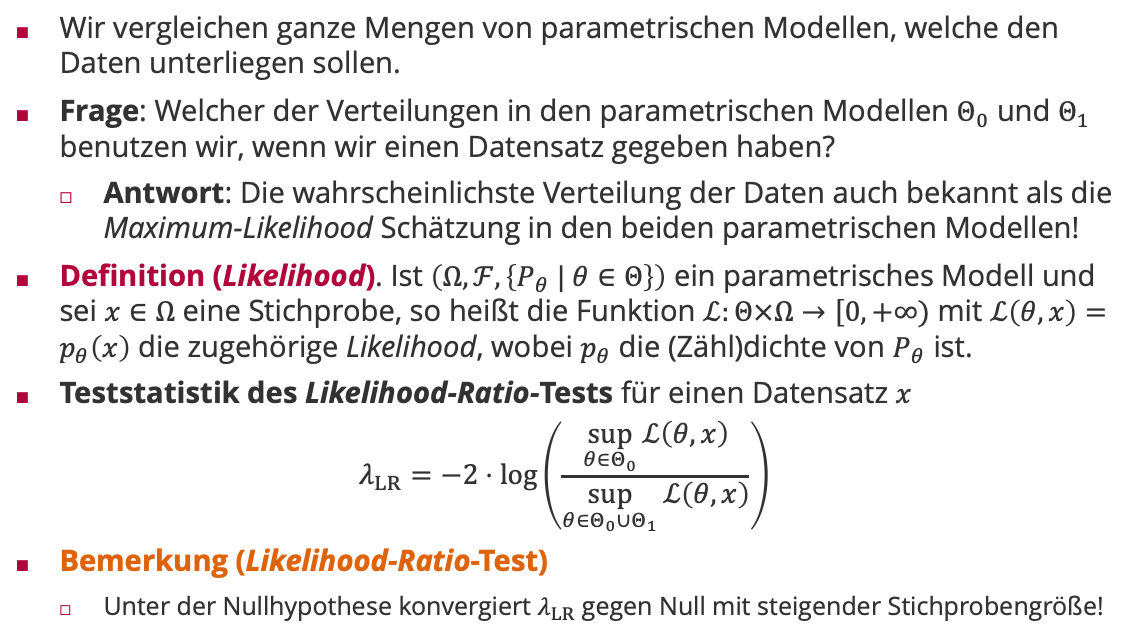 Wir vergleichen ganze Mengen von parametrischen Modellen, welche den
Daten unterliegen sollen.
Frage: Welcher der Verteilungen in den parametrischen Modellen Θ₀ und Θ₁
benutzen wir, wenn wir einen Datensatz gegeben haben?
Antwort: Die wahrscheinlichste Verteilung der Daten auch bekannt als die
Maximum-Likelihood Schätzung in den beiden parametrischen Modellen!
Definition (Likelihood). Ist (Ω, ℱ, {P_θ | θ ∈ Θ}) ein parametrisches Modell und
sei x ∈ Ω eine Stichprobe, so heißt die Funktion ℒ: Θ×Ω → [0, +∞) mit ℒ(θ, x) =
p_θ(x) die zugehörige Likelihood, wobei p_θ die (Zähl)dichte von P_θ ist.
Teststatistik des Likelihood-Ratio-Tests für einen Datensatz x
λ_LR = −2 · log( sup_{θ∈Θ₀} ℒ(θ, x) / sup_{θ∈Θ₀∪Θ₁} ℒ(θ, x) )
Bemerkung (Likelihood-Ratio-Test)
Unter der Nullhypothese konvergiert λ_LR gegen Null mit steigender Stichprobengröße!